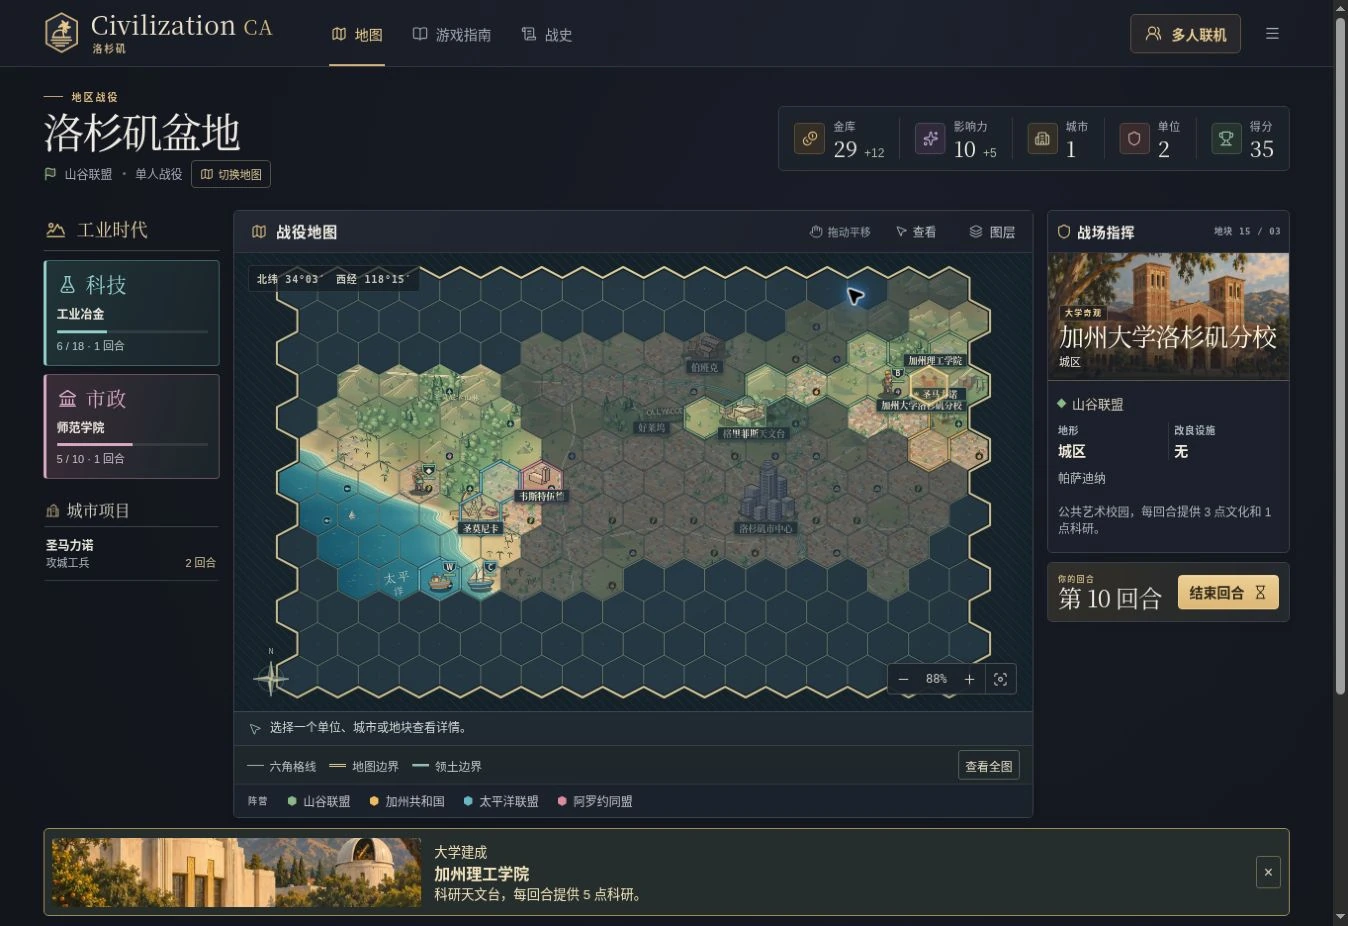 Civilization CA
洛杉矶
地图
游戏指南
战史
多人联机
地区战役
洛杉矶盆地
山谷联盟 • 单人战役
切换地图
金库
29 +12
影响力
10 +5
城市
1
单位
2
得分
35
工业时代
科技
工业冶金
6 / 18 · 1 回合
市政
师范学院
5 / 10 · 1 回合
城市项目
圣马力诺
攻城工兵
2 回合
战役地图
拖动平移
查看
图层
北纬 34°03′ 西经 118°15′
伯班克
加州理工学院
B
圣马力诺
加州大学洛杉矶分校
好莱坞
格里菲斯天文台
韦斯特伍德
圣莫尼卡
洛杉矶市中心
太平
洋
W
C
N
88%
选择一个单位、城市或地块查看详情。
六角格线
地图边界
领土边界
查看全图
阵营
山谷联盟
加州共和国
太平洋联盟
阿罗约同盟
战场指挥
地块 15 / 03
大学奇观
加州大学洛杉矶分校
城区
山谷联盟
地形
城区
改良设施
无
帕萨迪纳
公共艺术校园，每回合提供 3 点文化和 1
点科研。
你的回合
第 10 回合
结束回合
大学建成
加州理工学院
科研天文台，每回合提供 5 点科研。